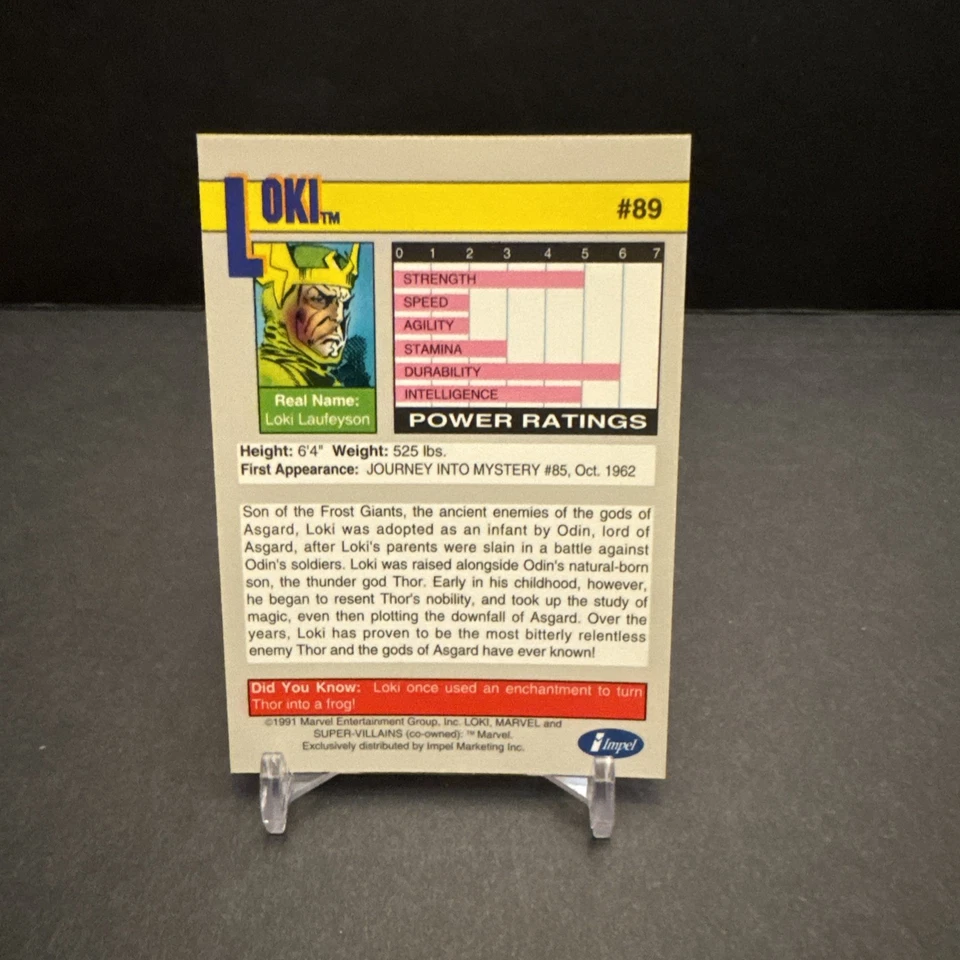 LOKI™
#89
0 1 2 3 4 5 6 7
STRENGTH
SPEED
AGILITY
STAMINA
DURABILITY
INTELLIGENCE
POWER RATINGS
Real Name:
Loki Laufeyson
Height: 6'4" Weight: 525 lbs.
First Appearance: JOURNEY INTO MYSTERY #85, Oct. 1962
Son of the Frost Giants, the ancient enemies of the gods of
Asgard, Loki was adopted as an infant by Odin, lord of
Asgard, after Loki's parents were slain in a battle against
Odin's soldiers. Loki was raised alongside Odin's natural-born
son, the thunder god Thor. Early in his childhood, however,
he began to resent Thor's nobility, and took up the study of
magic, even then plotting the downfall of Asgard. Over the
years, Loki has proven to be the most bitterly relentless
enemy Thor and the gods of Asgard have ever known!
Did You Know: Loki once used an enchantment to turn
Thor into a frog!
©1991 Marvel Entertainment Group, Inc. LOKI, MARVEL and
SUPER-VILLAINS (co-owned): ™ Marvel.
Exclusively distributed by Impel Marketing Inc.
Impel